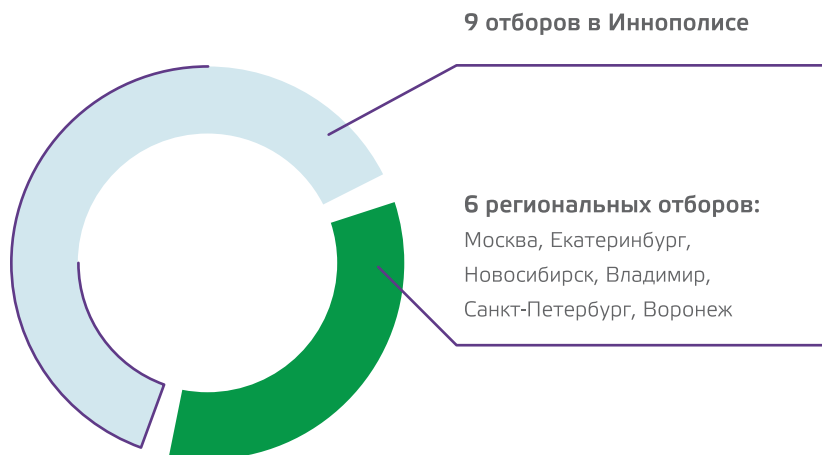 9 отборов в Иннополисе
6 региональных отборов:
Москва, Екатеринбург,
Новосибирск, Владимир,
Санкт-Петербург, Воронеж